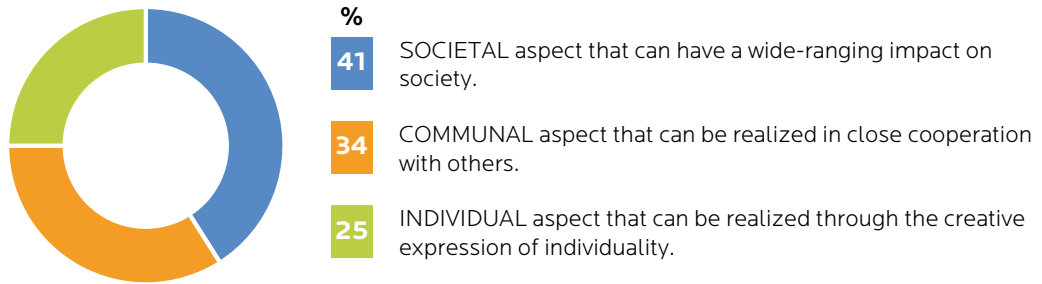 %
41
SOCIETAL aspect that can have a wide-ranging impact on
society.
34
COMMUNAL aspect that can be realized in close cooperation
with others.
25
INDIVIDUAL aspect that can be realized through the creative
expression of individuality.